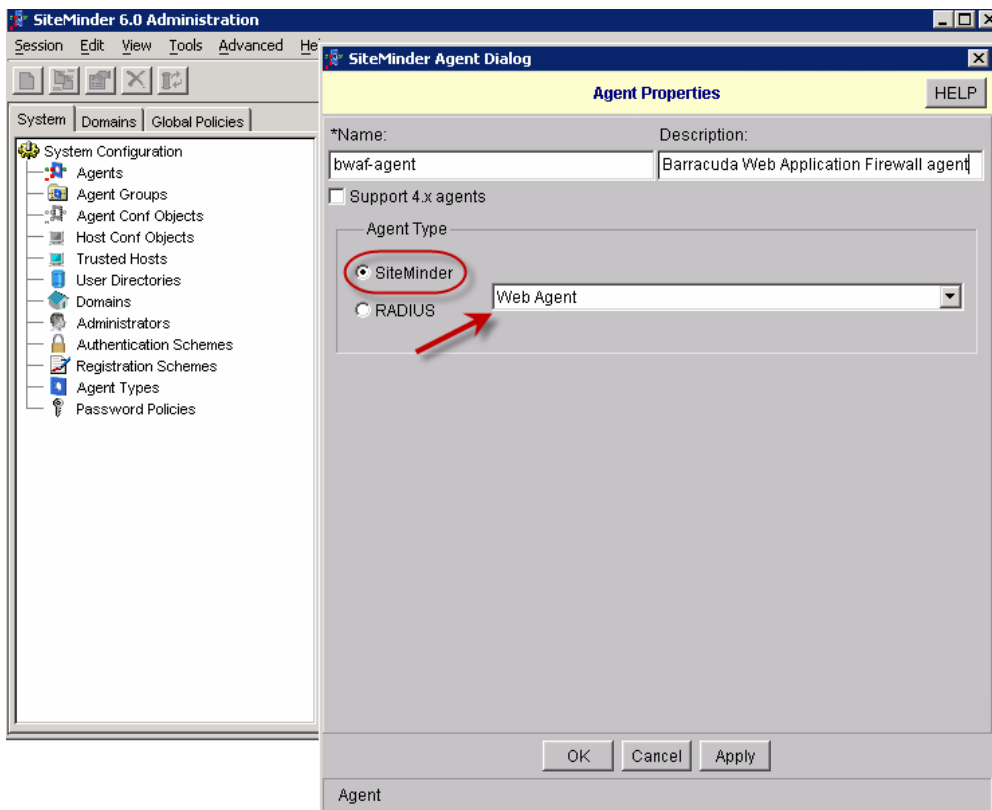 SiteMinder 6.0 Administration
Session Edit View Tools Advanced He
System Domains Global Policies
System Configuration
Agents
Agent Groups
Agent Conf Objects
Host Conf Objects
Trusted Hosts
User Directories
Domains
Administrators
Authentication Schemes
Registration Schemes
Agent Types
Password Policies
SiteMinder Agent Dialog
Agent Properties HELP
*Name: Description:
bwaf-agent Barracuda Web Application Firewall agent
Support 4.x agents
Agent Type
SiteMinder
Web Agent
RADIUS
OK Cancel Apply
Agent